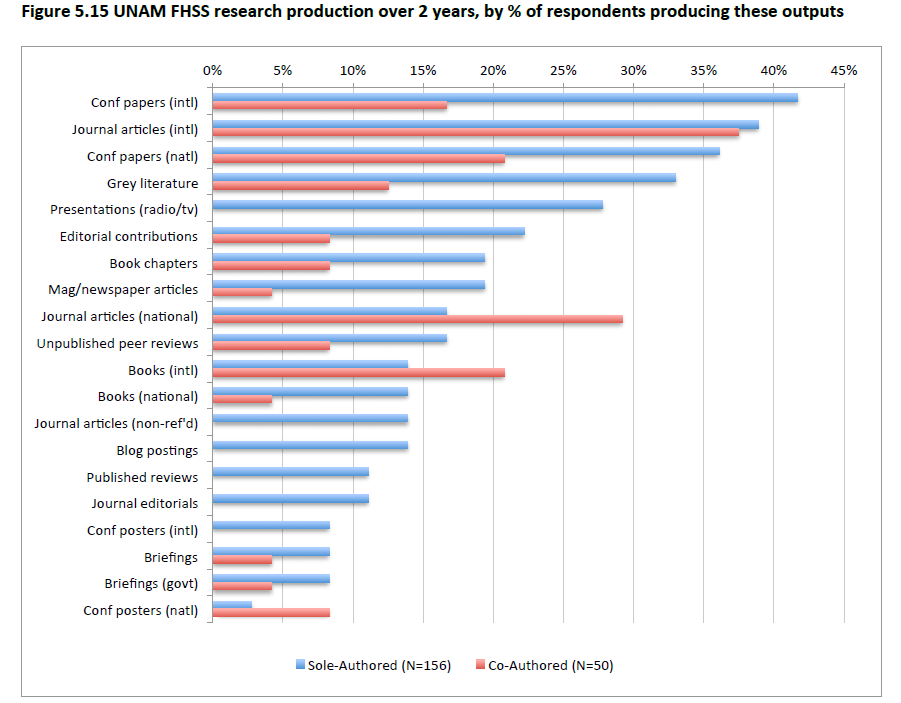 Figure 5.15 UNAM FHSS research production over 2 years, by % of respondents producing these outputs
0% 5% 10% 15% 20% 25% 30% 35% 40% 45%
Conf papers (intl)
Journal articles (intl)
Conf papers (natl)
Grey literature
Presentations (radio/tv)
Editorial contributions
Book chapters
Mag/newspaper articles
Journal articles (national)
Unpublished peer reviews
Books (intl)
Books (national)
Journal articles (non-ref'd)
Blog postings
Published reviews
Journal editorials
Conf posters (intl)
Briefings
Briefings (govt)
Conf posters (natl)
Sole-Authored (N=156) Co-Authored (N=50)